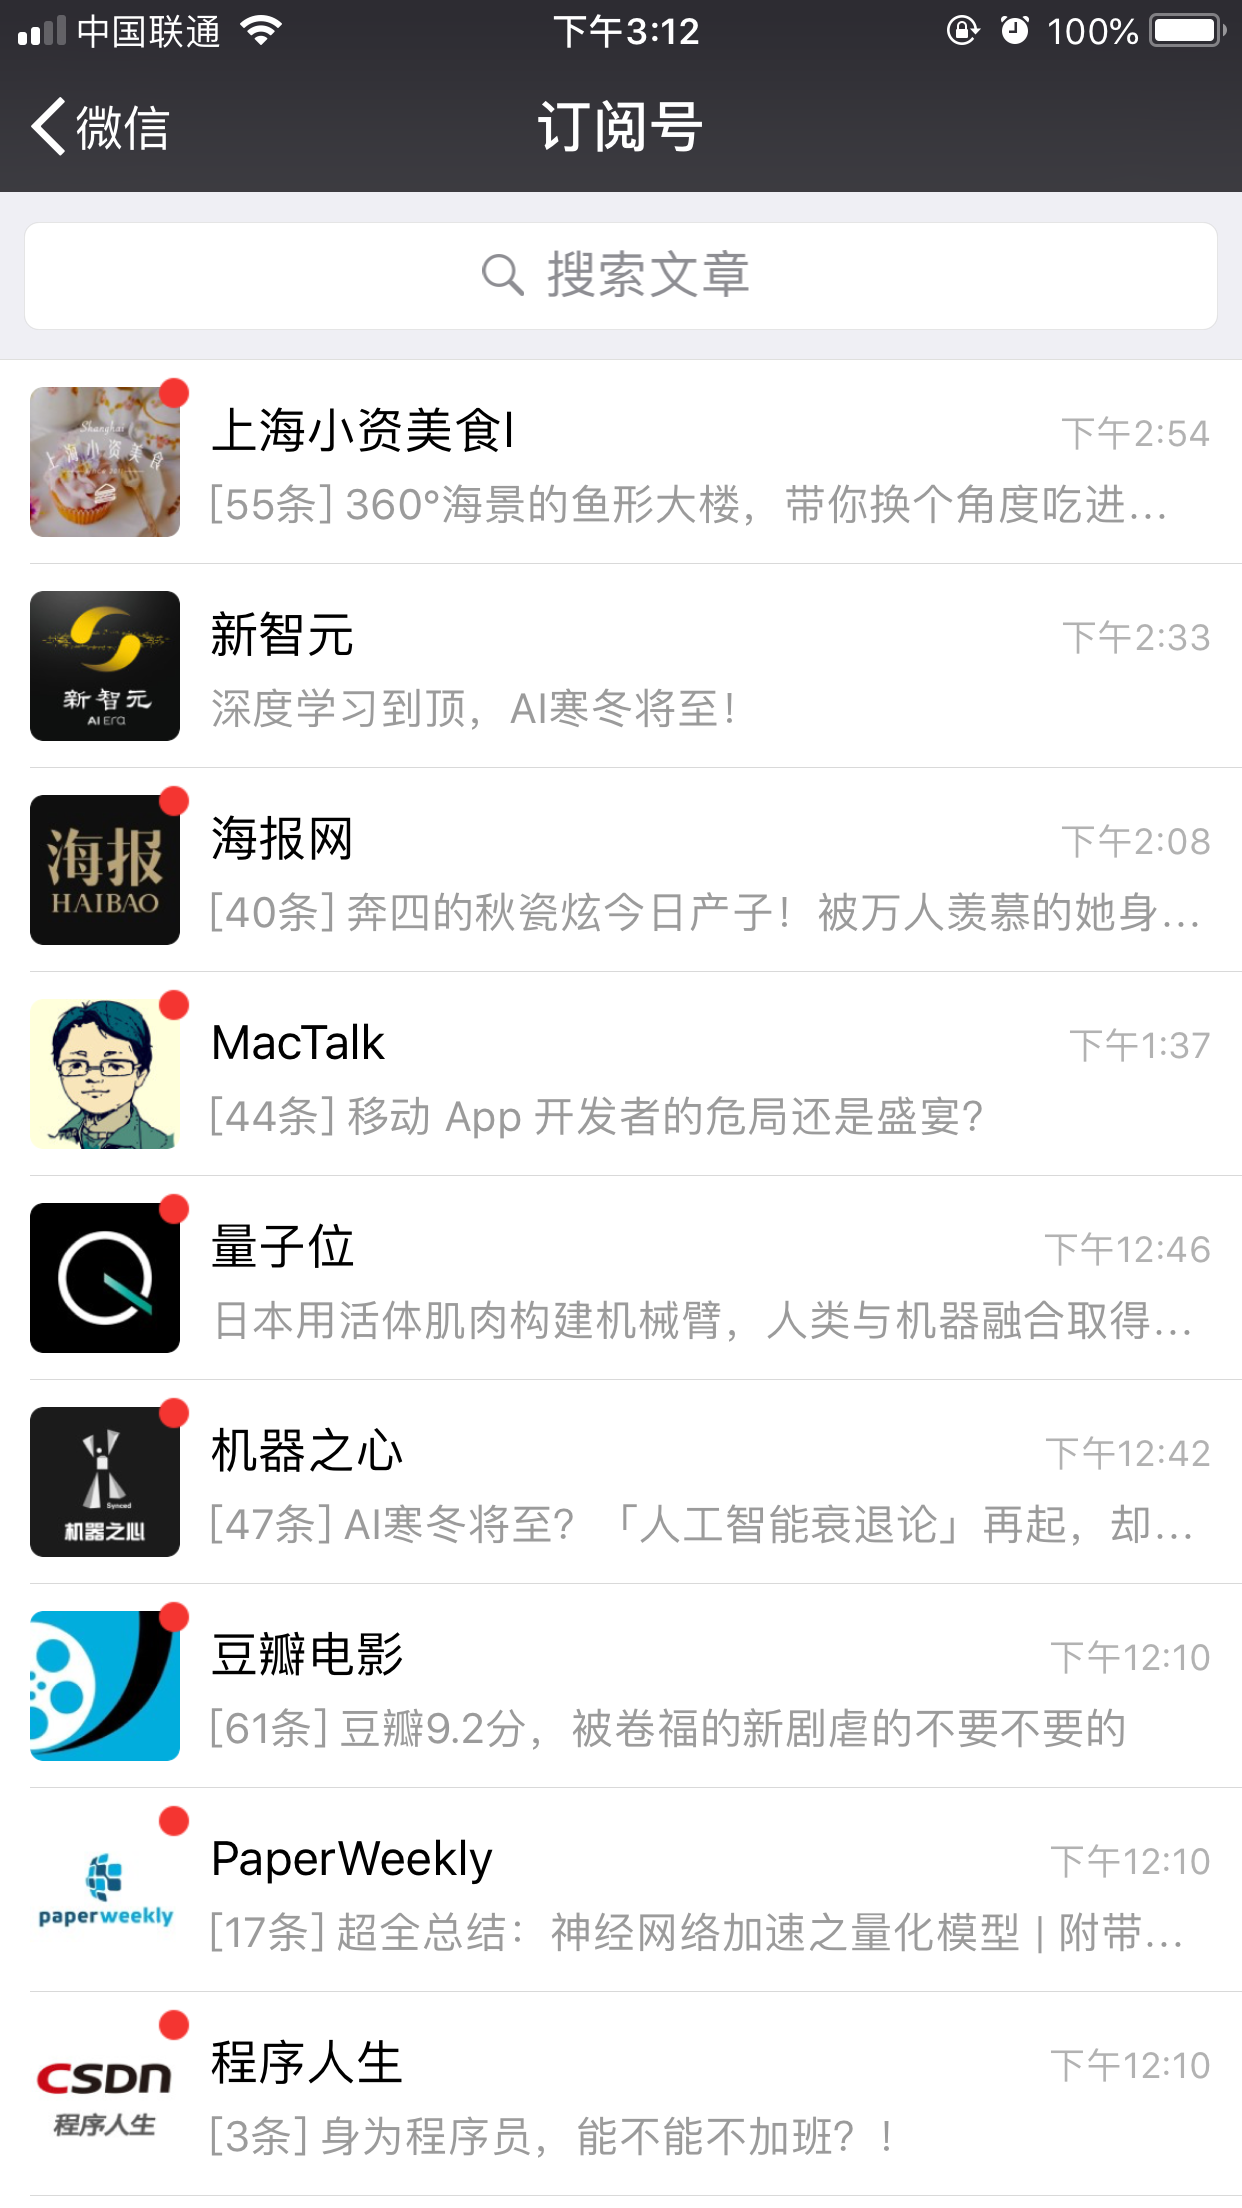 中国联通 下午3:12 100%
微信 订阅号
搜索文章
Shanghai
上海小资美食
上海小资美食I 下午2:54
[55条] 360°海景的鱼形大楼，带你换个角度吃进...
新智元
AI era
新智元 下午2:33
深度学习到顶，AI寒冬将至！
海报
HAIBAO
海报网 下午2:08
[40条] 奔四的秋瓷炫今日产子！被万人羡慕的她身...
MacTalk 下午1:37
[44条] 移动 App 开发者的危局还是盛宴？
量子位 下午12:46
日本用活体肌肉构建机械臂，人类与机器融合取得...
Synced
机器之心
机器之心 下午12:42
[47条] AI寒冬将至？「人工智能衰退论」再起，却...
豆瓣电影 下午12:10
[61条] 豆瓣9.2分，被卷福的新剧虐的不要不要的
paperweekly
PaperWeekly 下午12:10
[17条] 超全总结：神经网络加速之量化模型 | 附带...
CSDN
程序人生
程序人生 下午12:10
[3条] 身为程序员，能不能不加班？！